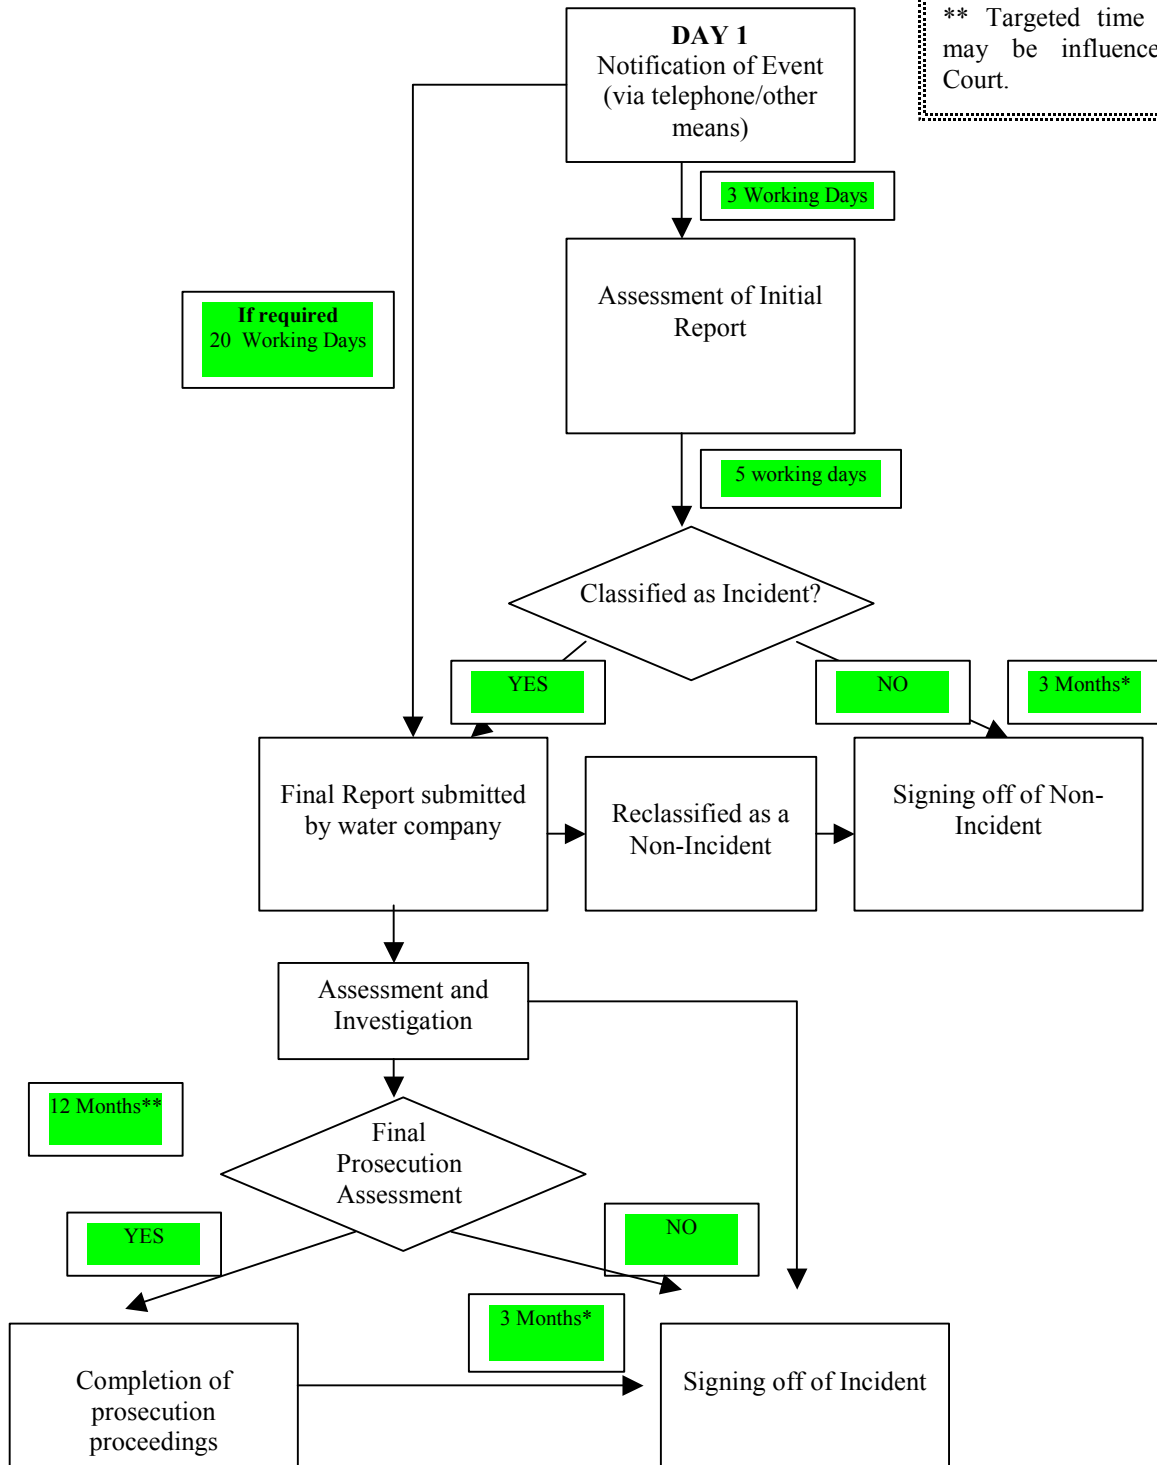 ** Targeted time
may be influence
Court.
DAY 1
Notification of Event
(via telephone/other
means)
3 Working Days
If required
20 Working Days
Assessment of Initial
Report
5 working days
Classified as Incident?
YES
NO
3 Months*
Final Report submitted
by water company
Reclassified as a
Non-Incident
Signing off of Non-
Incident
Assessment and
Investigation
12 Months**
Final
Prosecution
Assessment
YES
NO
3 Months*
Completion of
prosecution
proceedings
Signing off of Incident